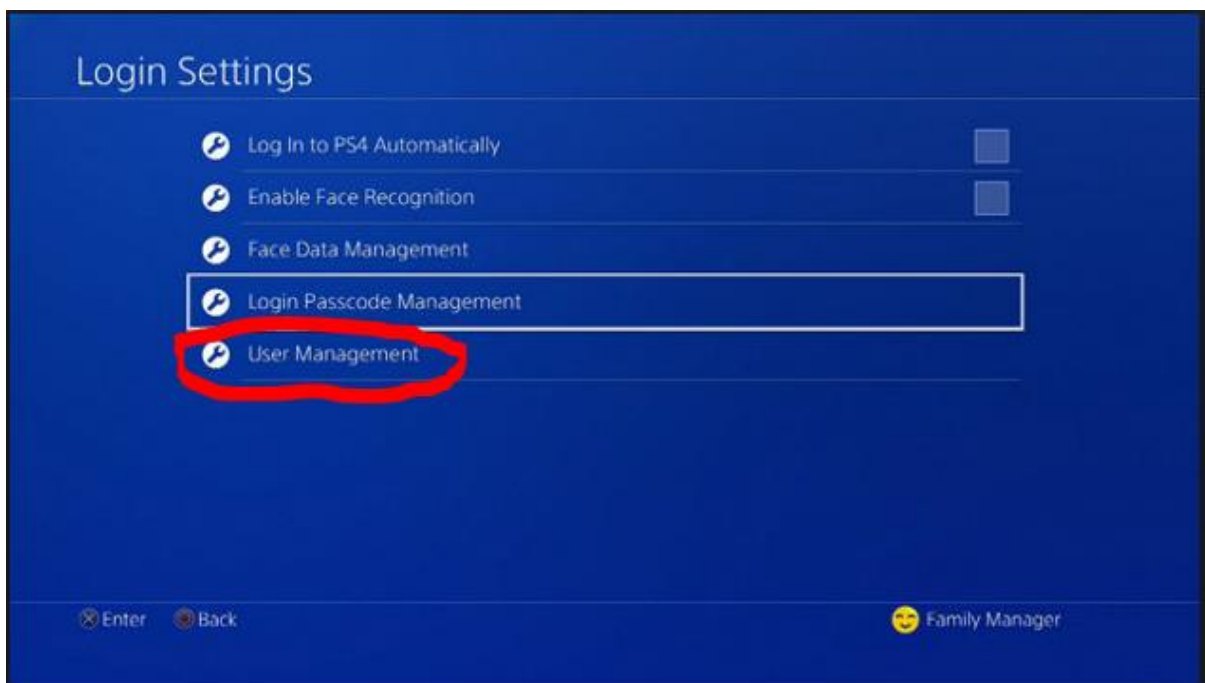 Login Settings
Log In to PS4 Automatically
Enable Face Recognition
Face Data Management
Login Passcode Management
User Management
Enter Back Family Manager